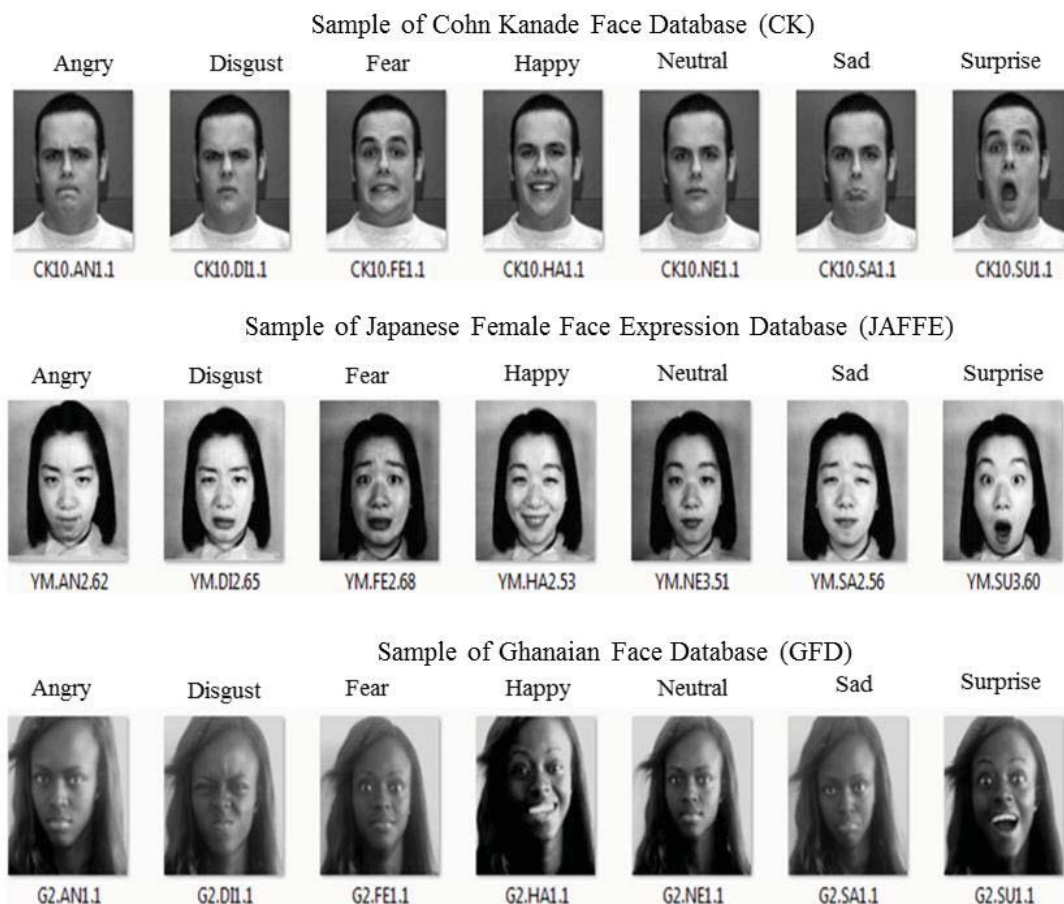 Sample of Cohn Kanade Face Database (CK)
Angry Disgust Fear Happy Neutral Sad Surprise
CK10.AN1.1 CK10.DI1.1 CK10.FE1.1 CK10.HA1.1 CK10.NE1.1 CK10.SA1.1 CK10.SU1.1
Sample of Japanese Female Face Expression Database (JAFFE)
Angry Disgust Fear Happy Neutral Sad Surprise
YM.AN2.62 YM.DI2.65 YM.FE2.68 YM.HA2.53 YM.NE3.51 YM.SA2.56 YM.SU3.60
Sample of Ghanaian Face Database (GFD)
Angry Disgust Fear Happy Neutral Sad Surprise
G2.AN1.1 G2.DI1.1 G2.FE1.1 G2.HA1.1 G2.NE1.1 G2.SA1.1 G2.SU1.1